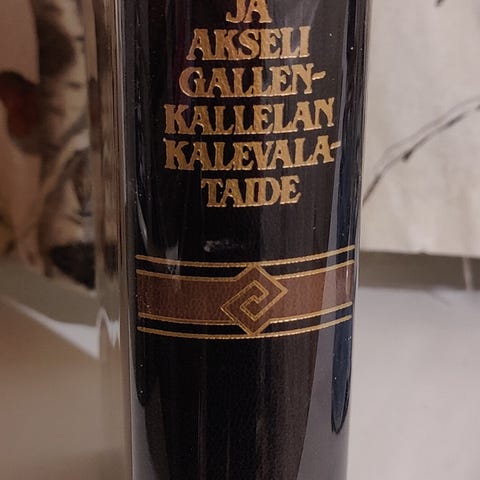 JA
AKSELI
GALLEN-
KALLELAN
KALEVALA-
TAIDE